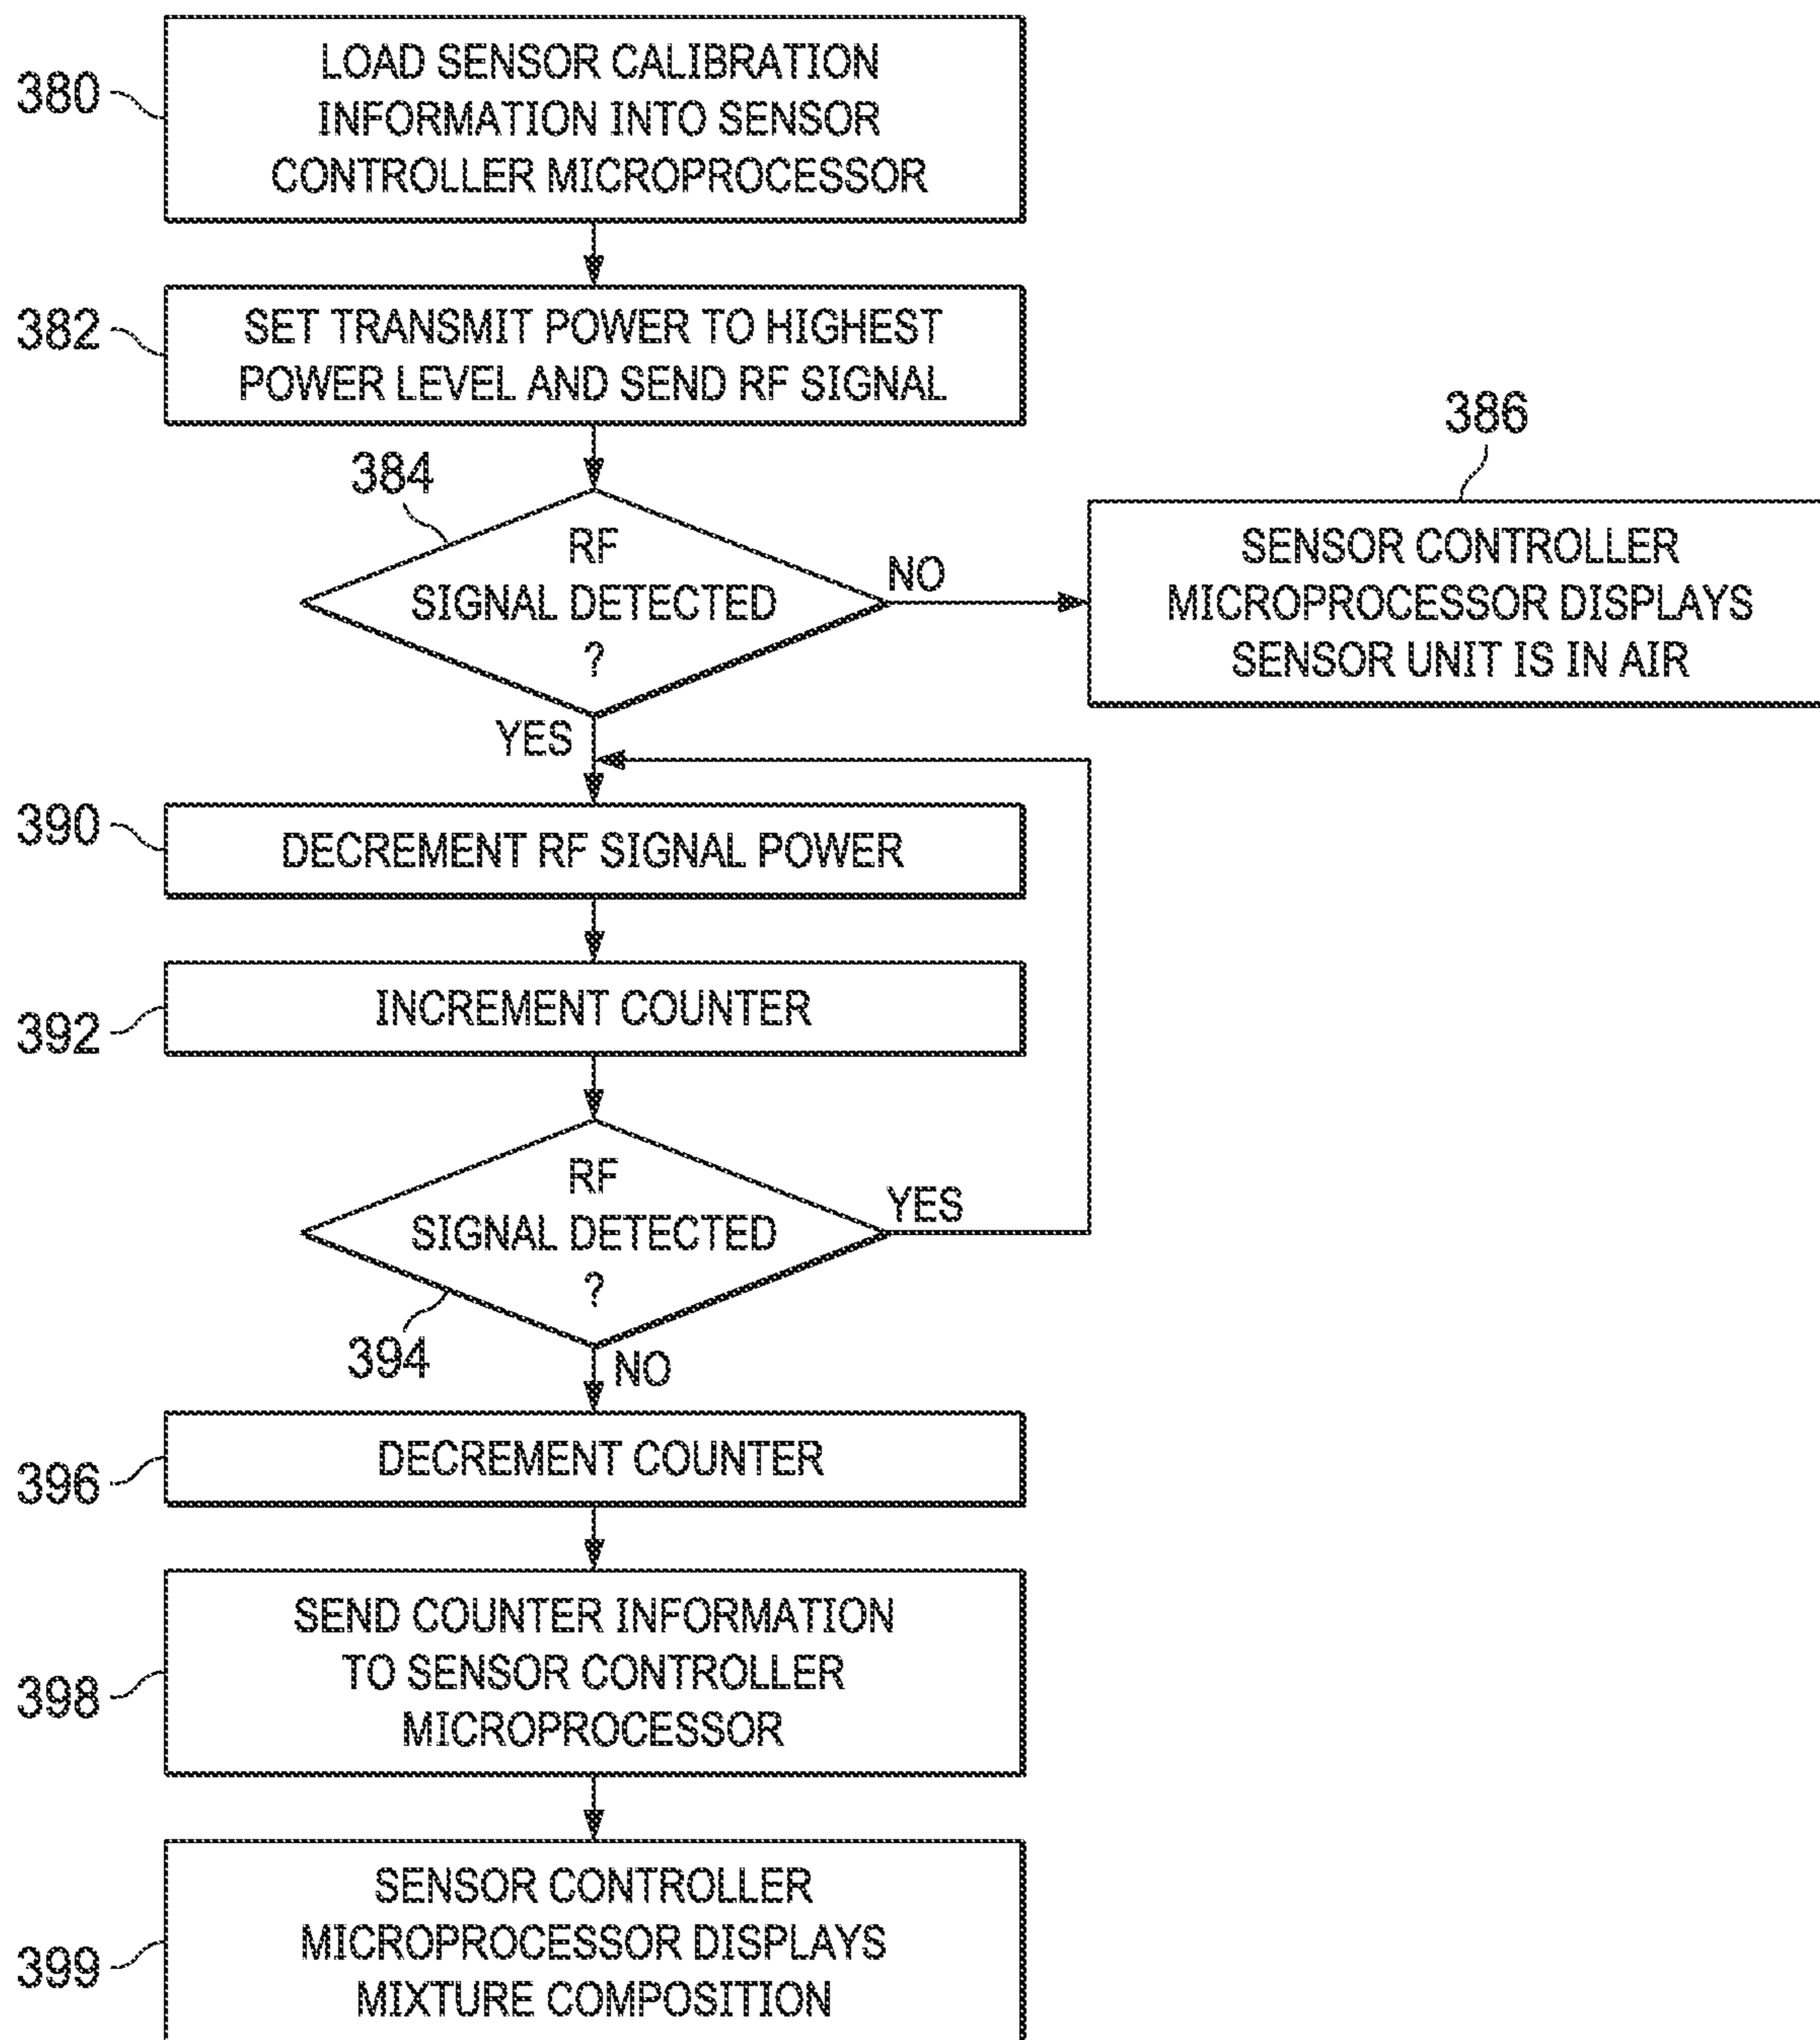 380
LOAD SENSOR CALIBRATION
INFORMATION INTO SENSOR
CONTROLLER MICROPROCESSOR
382
SET TRANSMIT POWER TO HIGHEST
POWER LEVEL AND SEND RF SIGNAL
384
RF
SIGNAL DETECTED
?
NO
386
SENSOR CONTROLLER
MICROPROCESSOR DISPLAYS
SENSOR UNIT IS IN AIR
YES
390
DECREMENT RF SIGNAL POWER
392
INCREMENT COUNTER
RF
SIGNAL DETECTED
?
YES
394
NO
396
DECREMENT COUNTER
398
SEND COUNTER INFORMATION
TO SENSOR CONTROLLER
MICROPROCESSOR
399
SENSOR CONTROLLER
MICROPROCESSOR DISPLAYS
MIXTURE COMPOSITION